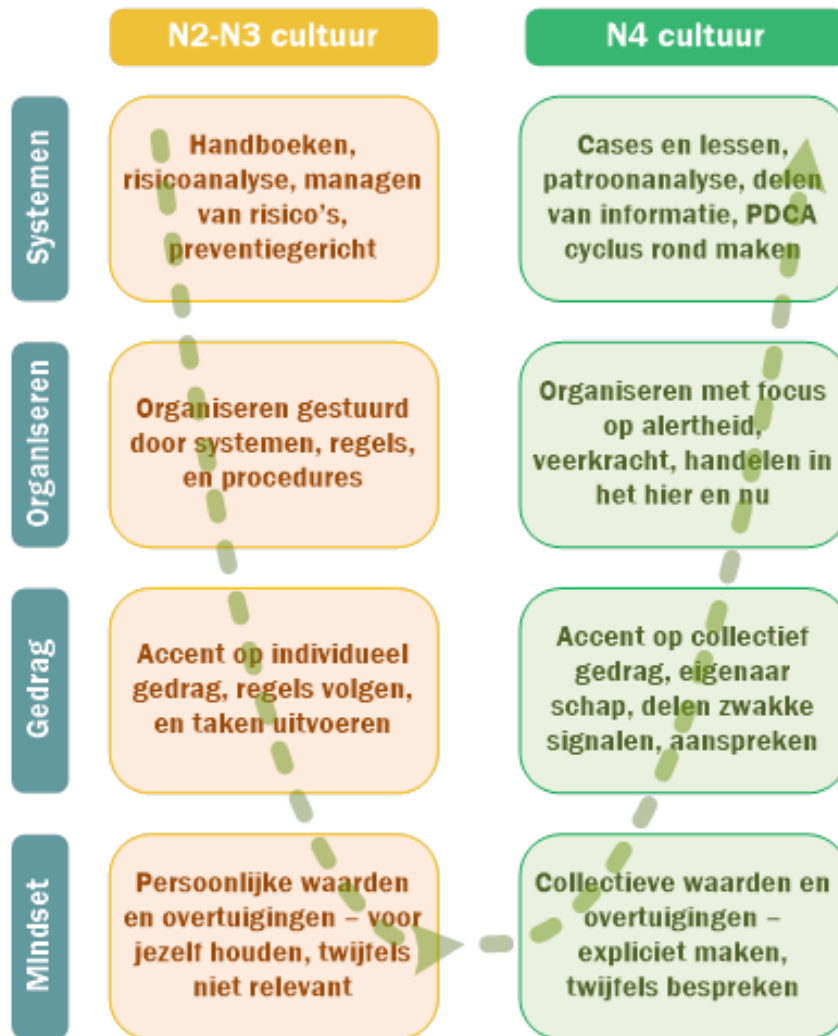 N2-N3 cultuur
N4 cultuur
Systemen
Handboeken,
risicoanalyse, managen
van risico's,
preventiegericht
Cases en lessen,
patroonanalyse, delen
van informatie, PDCA
cyclus rond maken
Organiseren
Organiseren gestuurd
door systemen, regels,
en procedures
Organiseren met focus
op alertheid,
veerkracht, handelen in
het hier en nu
Gedrag
Accent op individueel
gedrag, regels volgen,
en taken uitvoeren
Accent op collectief
gedrag, eigenaar
schap, delen zwakke
signalen, aanspreken
Mindset
Persoonlijke waarden
en overtuigingen – voor
jezelf houden, twijfels
niet relevant
Collectieve waarden en
overtuigingen –
expliciet maken,
twijfels bespreken